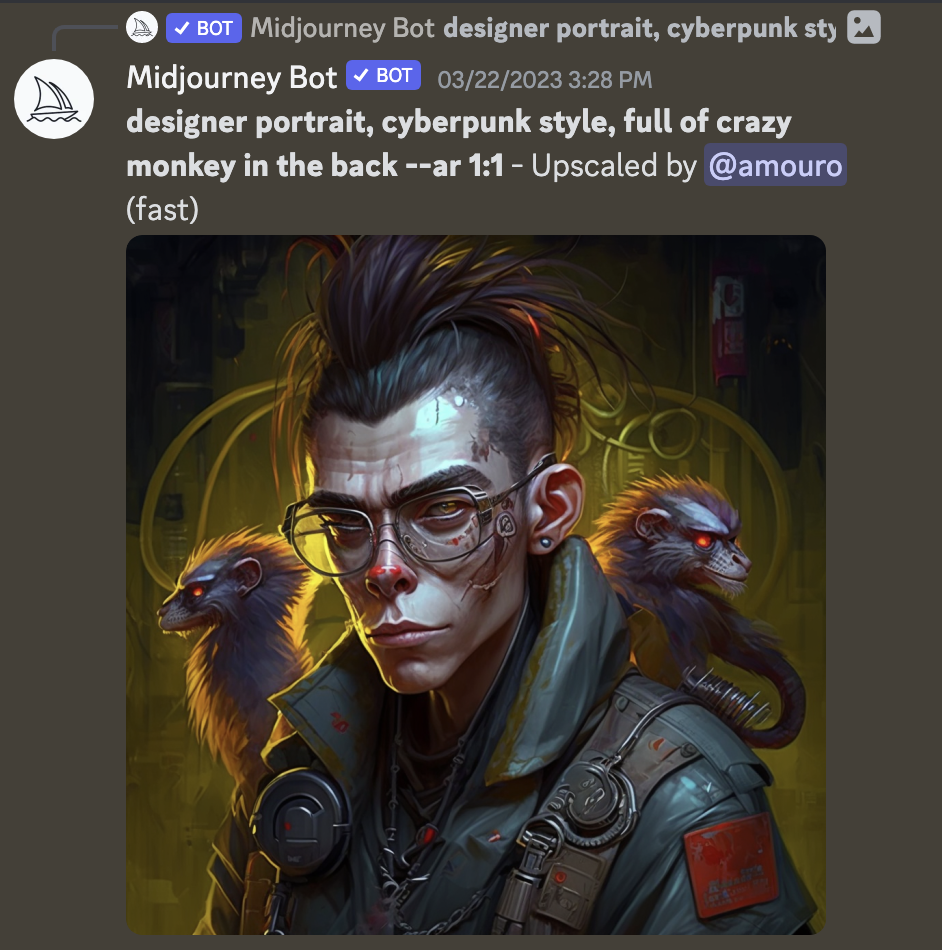 BOT Midjourney Bot designer portrait, cyberpunk sty
Midjourney Bot BOT 03/22/2023 3:28 PM
designer portrait, cyberpunk style, full of crazy
monkey in the back --ar 1:1 - Upscaled by @amouro
(fast)